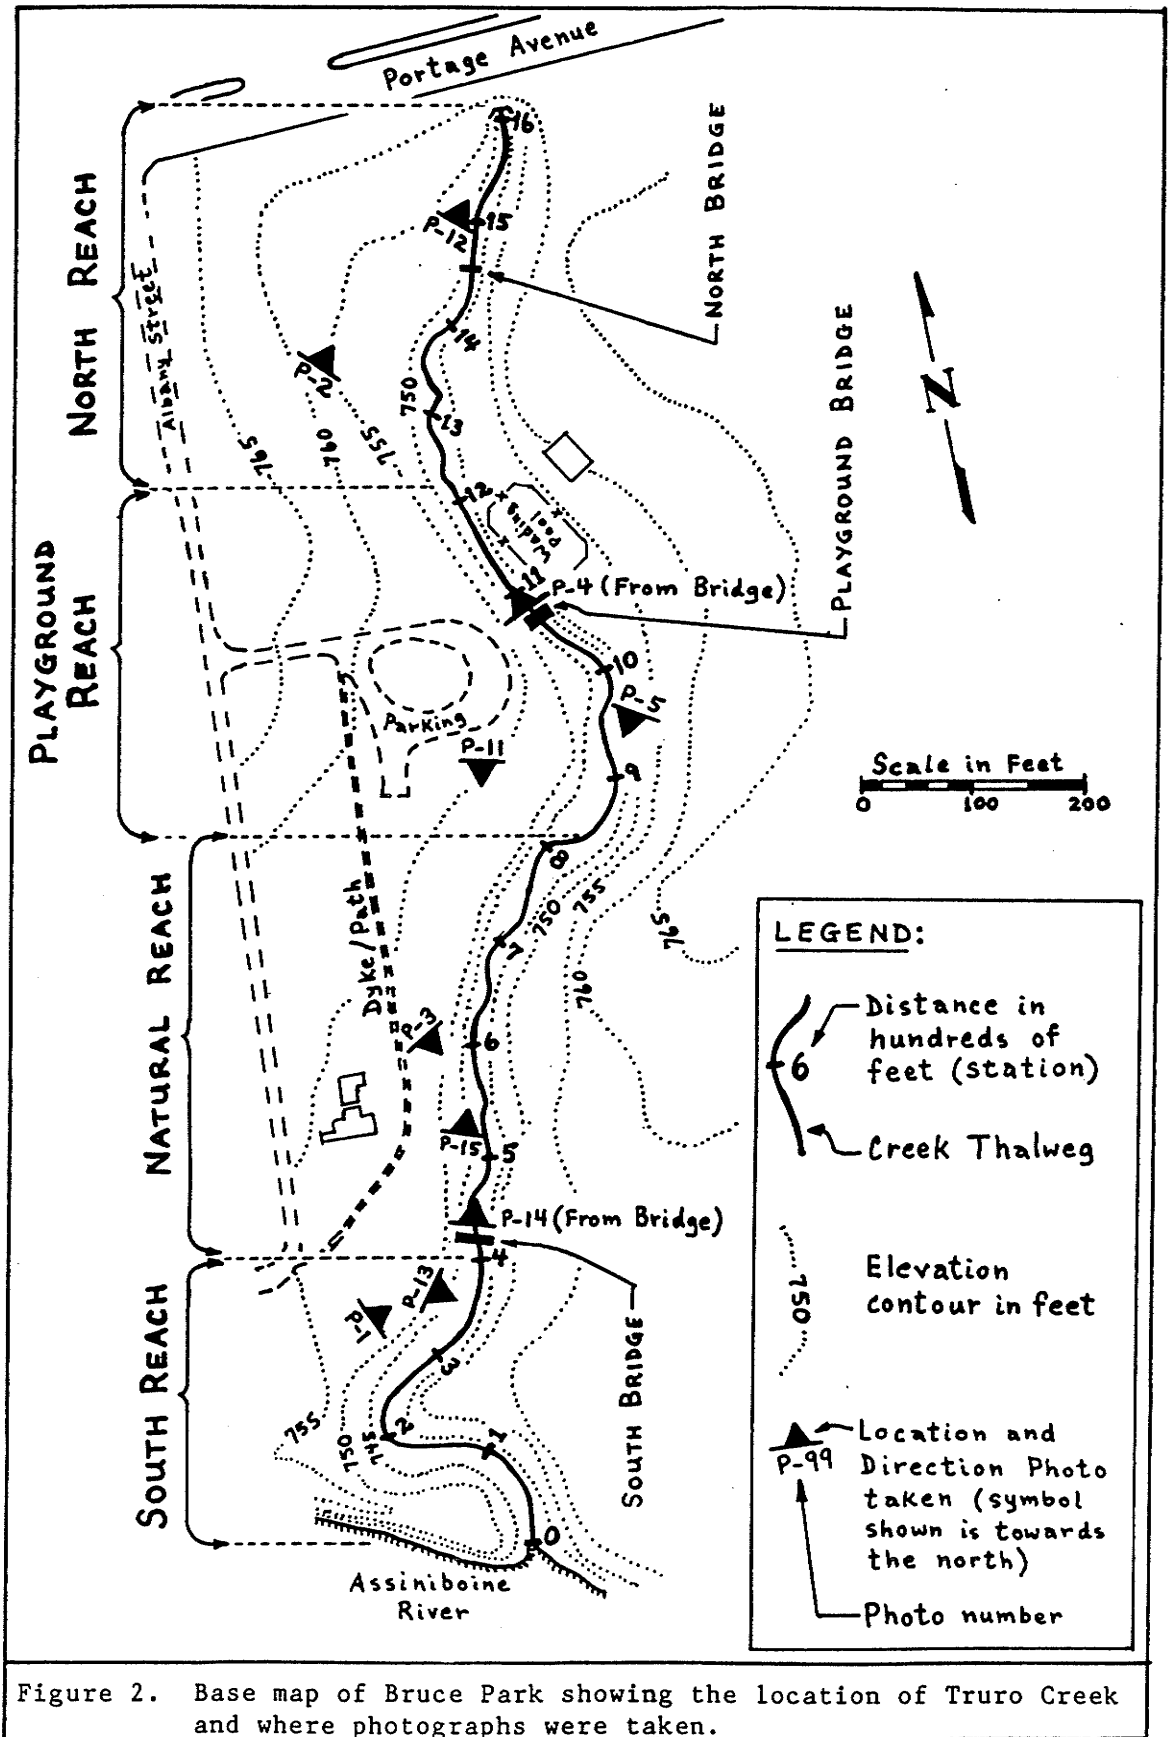 Portage Avenue
16
NORTH REACH
NORTH BRIDGE
P-12
15
Albany Street
14
P-2
750
13
PLAYGROUND BRIDGE
N
765
760
755
12
Wading
Pool
11
P-4 (From Bridge)
PLAYGROUND
REACH
10
P-5
Parking
P-11
9
Scale in Feet
0 100 200
8
NATURAL REACH
Dyke/Path
750
755
765
7
760
P-3
6
P-15
5
P-14 (From Bridge)
4
P-13
P-1
SOUTH REACH
3
SOUTH BRIDGE
755
750
745
2
1
0
Assiniboine
River
LEGEND:
6
Distance in
hundreds of
feet (station)
Creek Thalweg
750
Elevation
contour in feet
P-99
Location and
Direction Photo
taken (symbol
shown is towards
the north)
Photo number
Figure 2. Base map of Bruce Park showing the location of Truro Creek
and where photographs were taken.